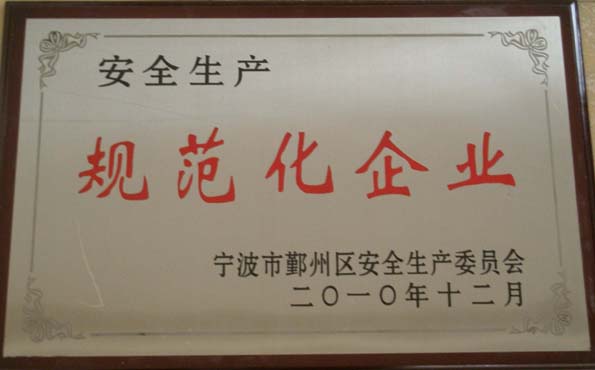 安全生产
规范化企业
宁波市鄞州区安全生产委员会
二〇一〇年十二月